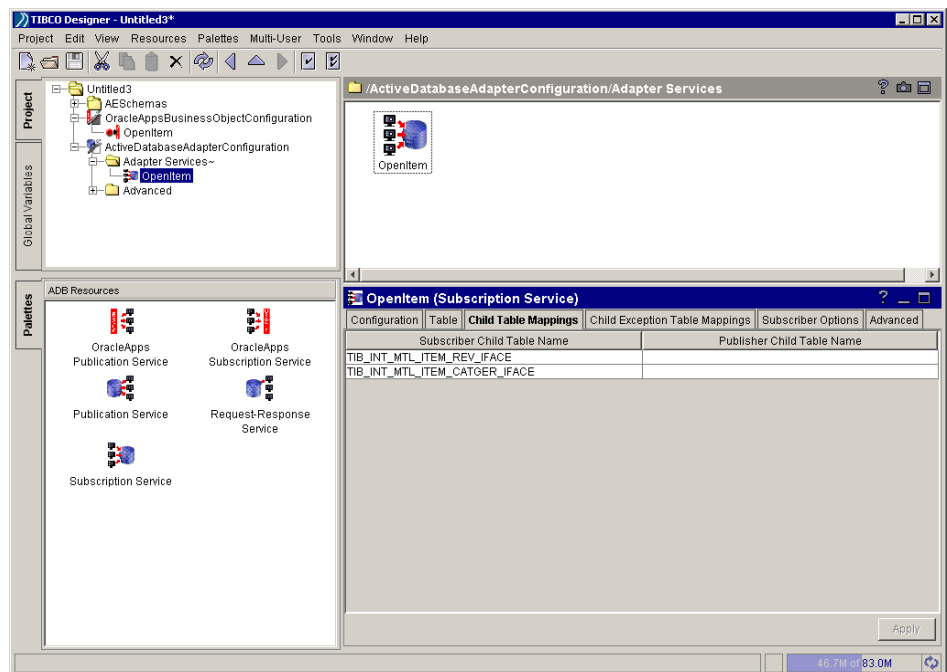 TIBCO Designer - Untitled3*
Project Edit View Resources Palettes Multi-User Tools Window Help
Project
Global Variables
Untitled3
AESchemas
OracleAppsBusinessObjectConfiguration
OpenItem
ActiveDatabaseAdapterConfiguration
Adapter Services~
OpenItem
Advanced
/ActiveDatabaseAdapterConfiguration/Adapter Services
OpenItem
Palettes
ADB Resources
OracleApps
Publication Service
OracleApps
Subscription Service
Publication Service
Request-Response
Service
Subscription Service
OpenItem (Subscription Service)
Configuration Table Child Table Mappings Child Exception Table Mappings Subscriber Options Advanced
Subscriber Child Table Name Publisher Child Table Name
TIB_INT_MTL_ITEM_REV_IFACE
TIB_INT_MTL_ITEM_CATGER_IFACE
Apply
46.7M of 83.0M